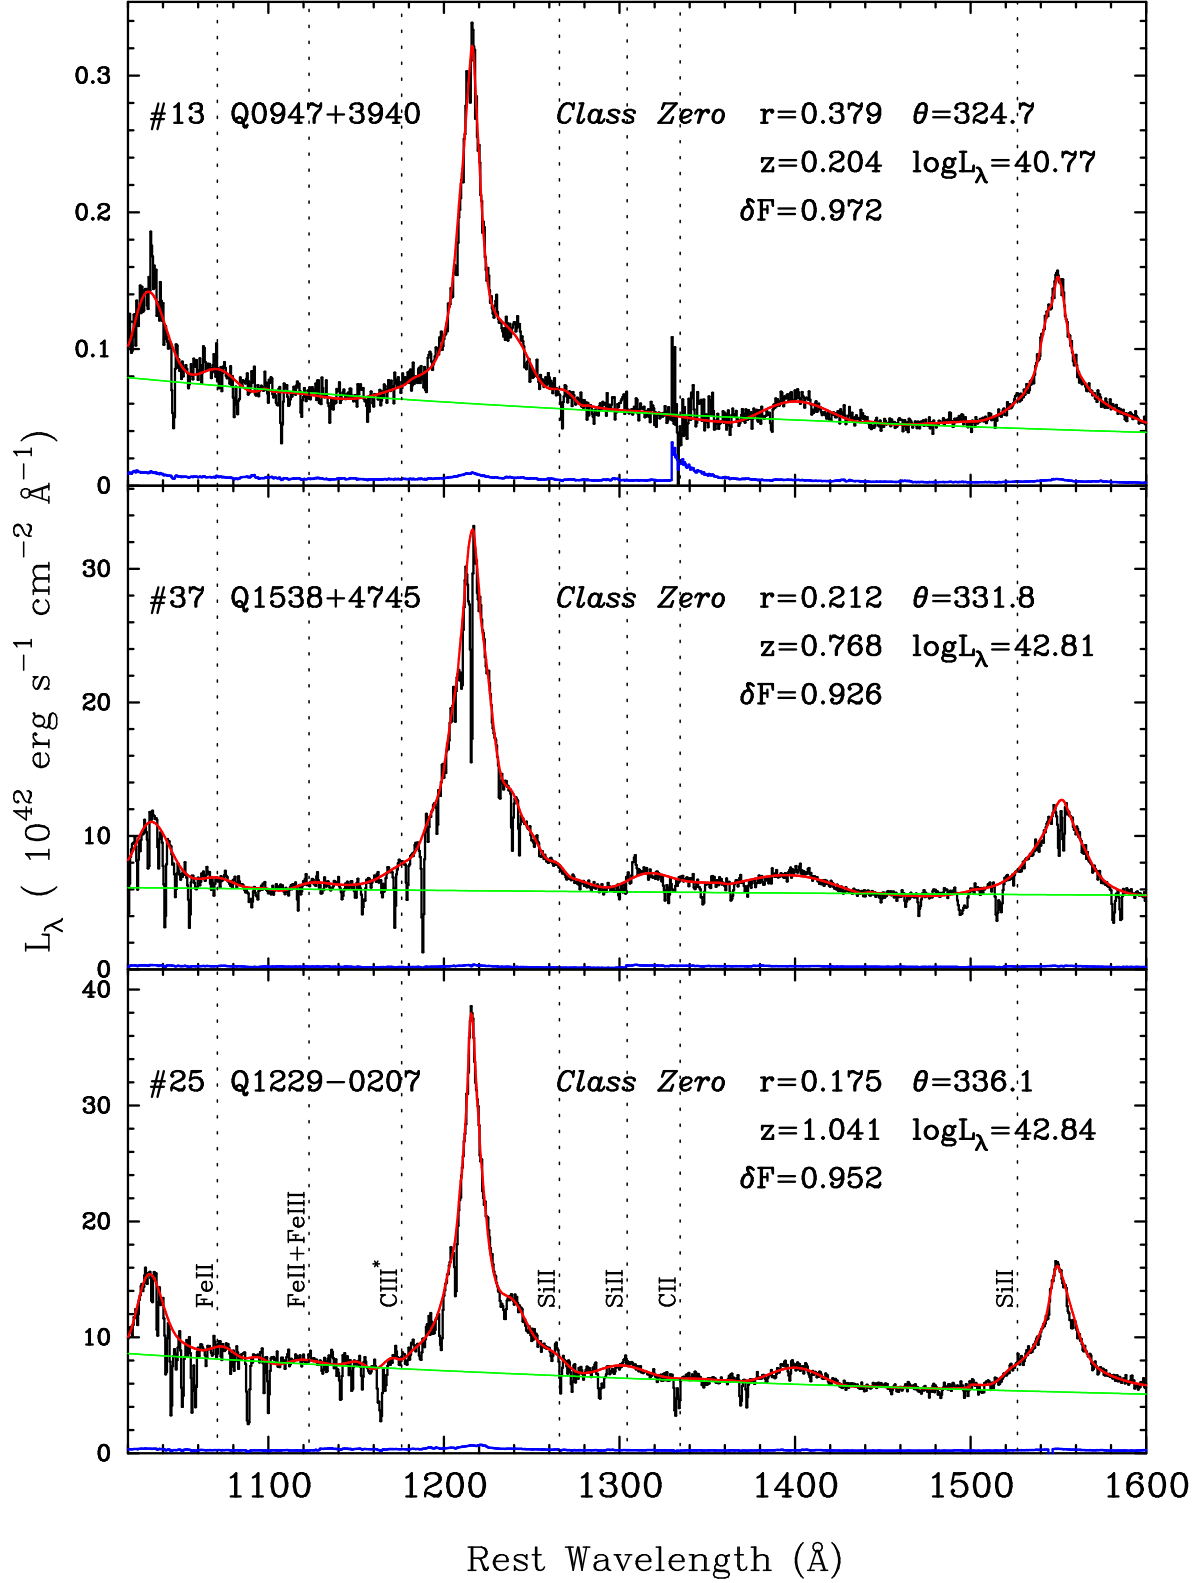 0.3
#13 Q0947+3940 Class Zero r=0.379 θ=324.7
z=0.204 logLλ=40.77
δF=0.972
0.2
0.1
0
30
#37 Q1538+4745 Class Zero r=0.212 θ=331.8
z=0.768 logLλ=42.81
δF=0.926
20
10
0
Lλ ( 10^42 erg s^−1 cm^−2 Å^−1)
40
#25 Q1229−0207 Class Zero r=0.175 θ=336.1
z=1.041 logLλ=42.84
δF=0.952
30
20
10
0
FeII
FeII+FeIII
CIII*
SiII
SiII
CII
SiII
1100 1200 1300 1400 1500 1600
Rest Wavelength (Å)